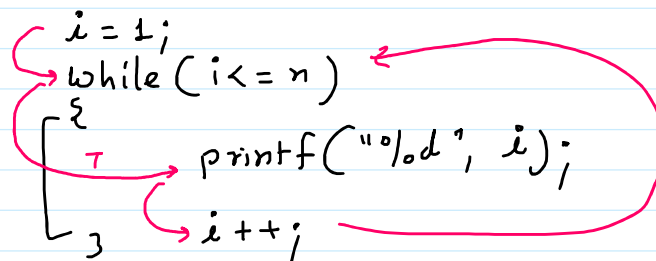 i = 1;
while ( i <= n )
{
T printf("%d", i);
i++;
}